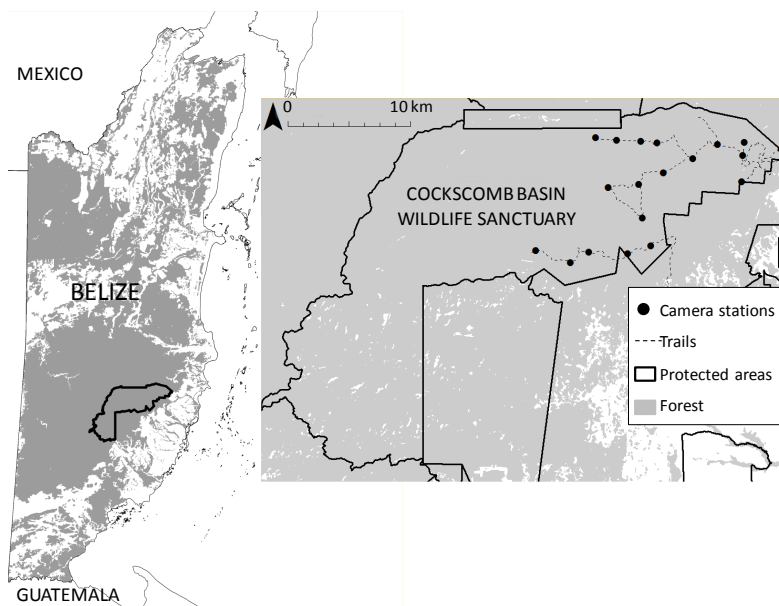 MEXICO
BELIZE
GUATEMALA
0 10 km
COCKSCOMB BASIN
WILDLIFE SANCTUARY
Camera stations
Trails
Protected areas
Forest